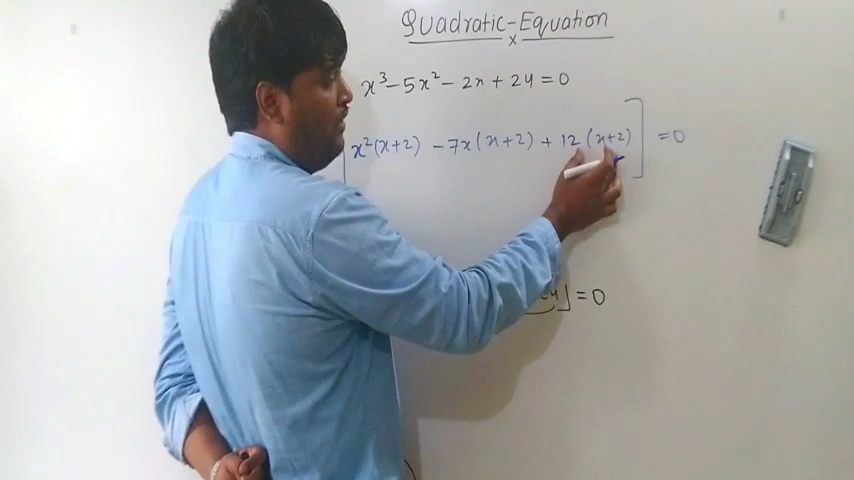 Quadratic-Equation
x
x³-5x²-2x+24=0
x²(x+2) -7x(x+2) +12(x+2)] =0
=0